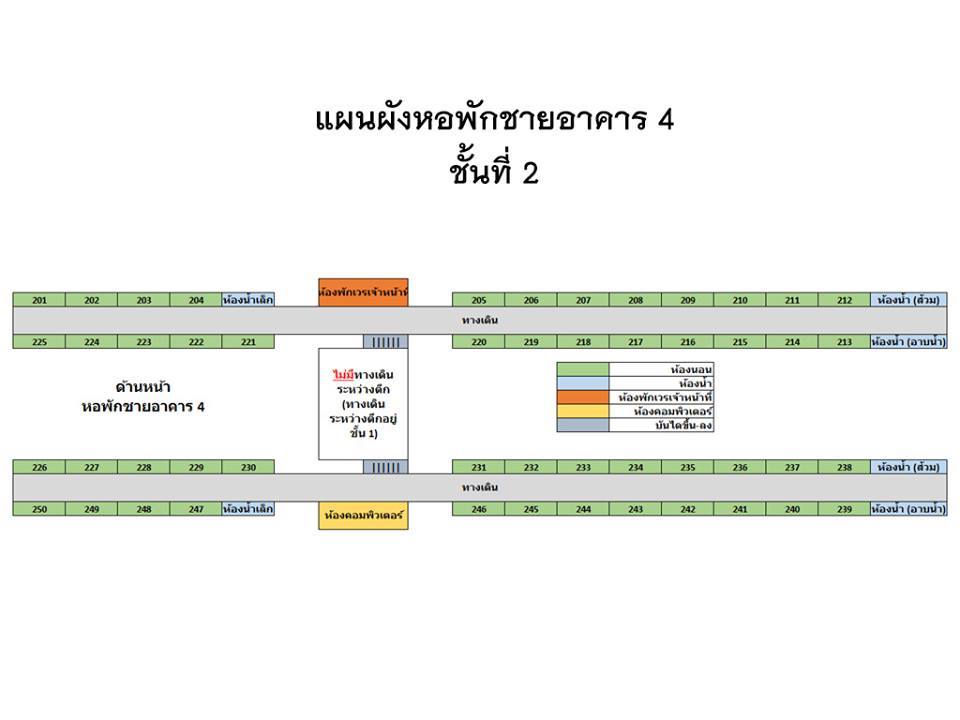 แผนผังหอพักชายอาคาร 4
ชั้นที่ 2
ห้องพักเวรเจ้าหน้าที่
201 202 203 204 ห้องน้ำเล็ก 205 206 207 208 209 210 211 212 ห้องน้ำ (ส้วม)
ทางเดิน
225 224 223 222 221 220 219 218 217 216 215 214 213 ห้องน้ำ (อาบน้ำ)
ด้านหน้า
หอพักชายอาคาร 4
ไม่มีทางเดิน
ระหว่างตึก
(ทางเดิน
ระหว่างตึกอยู่
ชั้น 1)
ห้องนอน
ห้องน้ำ
ห้องพักเวรเจ้าหน้าที่
ห้องคอมพิวเตอร์
บันไดขึ้น-ลง
226 227 228 229 230 231 232 233 234 235 236 237 238 ห้องน้ำ (ส้วม)
ทางเดิน
250 249 248 247 ห้องน้ำเล็ก 246 245 244 243 242 241 240 239 ห้องน้ำ (อาบน้ำ)
ห้องคอมพิวเตอร์